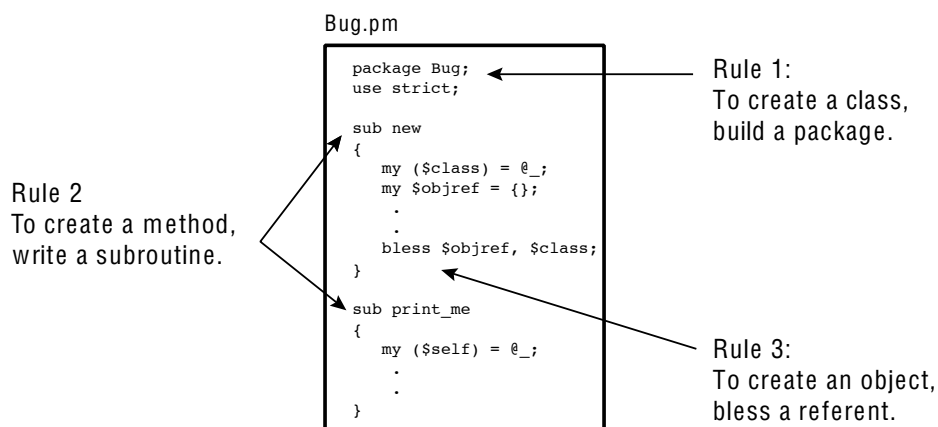 Bug.pm
package Bug;
use strict;
sub new
{
my ($class) = @_;
my $objref = {};
.
.
bless $objref, $class;
}
sub print_me
{
my ($self) = @_;
.
.
}
Rule 1:
To create a class,
build a package.
Rule 2
To create a method,
write a subroutine.
Rule 3:
To create an object,
bless a referent.